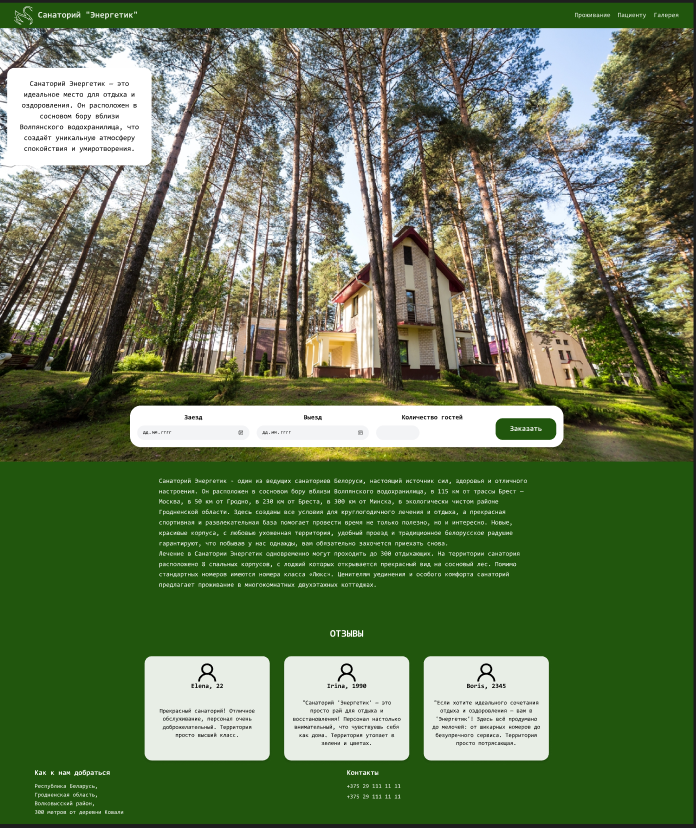 Санаторий "Энергетик"
Проживание Пациенту Галерея
Санаторий Энергетик — это
идеальное место для отдыха и
оздоровления. Он расположен в
сосновом бору вблизи
Волпянского водохранилища, что
создаёт уникальную атмосферу
спокойствия и умиротворения.
Заезд Выезд Количество гостей
дд.мм.гггг дд.мм.гггг
Заказать
Санаторий Энергетик - один из ведущих санаториев Беларуси, настоящий источник сил, здоровья и отличного
настроения. Он расположен в сосновом бору вблизи Волпянского водохранилища, в 115 км от трассы Брест —
Москва, в 50 км от Гродно, в 230 км от Бреста, в 300 км от Минска, в экологически чистом районе
Гродненской области. Здесь созданы все условия для круглогодичного лечения и отдыха, а прекрасная
спортивная и развлекательная база помогает провести время не только полезно, но и интересно. Новые,
красивые корпуса, с любовью ухоженная территория, удобный проезд и традиционное белорусское радушие
гарантируют, что побывав у нас однажды, вам обязательно захочется приехать снова.
Лечение в Санатории Энергетик одновременно могут проходить до 300 отдыхающих. На территории санатория
расположено 8 спальных корпусов, с лоджий которых открывается прекрасный вид на сосновый лес. Помимо
стандартных номеров имеются номера класса «Люкс». Ценителям уединения и особого комфорта санаторий
предлагает проживание в многокомнатных двухэтажных коттеджах.
ОТЗЫВЫ
Elena, 22
Прекрасный санаторий! Отличное
обслуживание, персонал очень
доброжелательный. Территория
просто высший класс.
Irina, 1990
"Санаторий 'Энергетик' — это
просто рай для отдыха и
восстановления! Персонал настолько
внимательный, что чувствуешь себя
как дома. Территория утопает в
зелени и цветах.
Boris, 2345
"Если хотите идеального сочетания
отдыха и оздоровления — вам в
'Энергетик'! Здесь всё продумано
до мелочей: от шикарных номеров до
безупречного сервиса. Территория
просто потрясающая.
Как к нам добраться
Республика Беларусь,
Гродненская область,
Волковысский район,
300 метров от деревни Ковали
Контакты
+375 29 111 11 11
+375 29 111 11 11